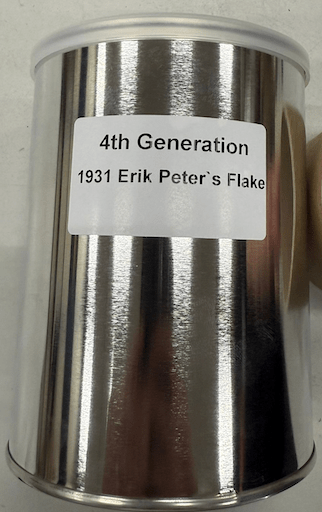 4th Generation
1931 Erik Peter`s Flake